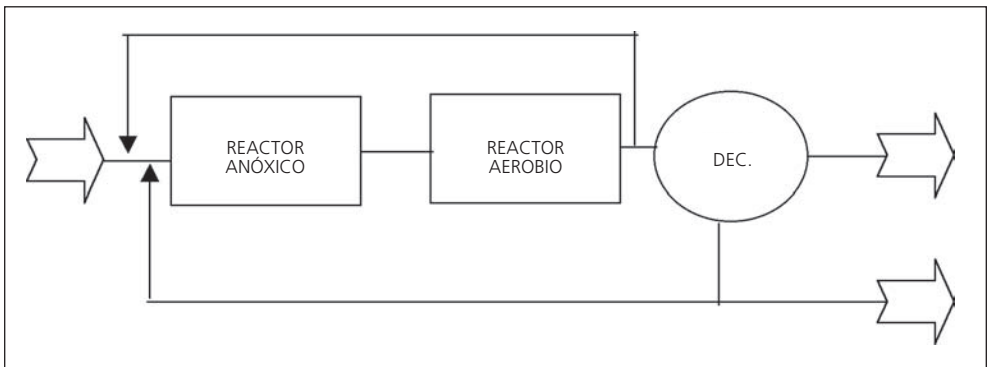 REACTOR
ANÓXICO
REACTOR
AEROBIO
DEC.